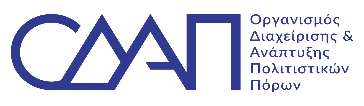 ΟΔΑΠ
Οργανισμός
Διαχείρισης &
Ανάπτυξης
Πολιτιστικών
Πόρων